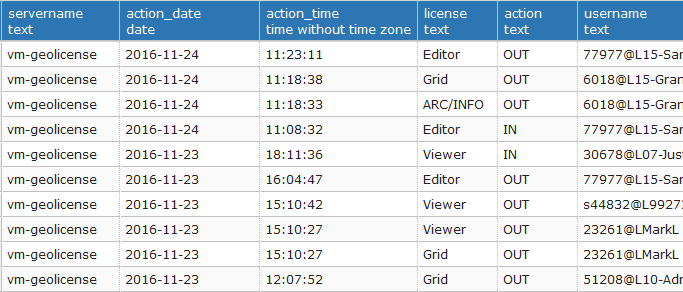 servername action_date action_time license action username
text date time without time zone text text text
vm-geolicense 2016-11-24 11:23:11 Editor OUT 77977@L15-Sar
vm-geolicense 2016-11-24 11:18:38 Grid OUT 6018@L15-Gran
vm-geolicense 2016-11-24 11:18:33 ARC/INFO OUT 6018@L15-Gran
vm-geolicense 2016-11-24 11:08:32 Editor IN 77977@L15-Sar
vm-geolicense 2016-11-23 18:11:36 Viewer IN 30678@L07-Just
vm-geolicense 2016-11-23 16:04:47 Editor OUT 77977@L15-Sar
vm-geolicense 2016-11-23 15:10:42 Viewer OUT s44832@L9927
vm-geolicense 2016-11-23 15:10:27 Viewer OUT 23261@LMarkL
vm-geolicense 2016-11-23 15:10:27 Grid OUT 23261@LMarkL
vm-geolicense 2016-11-23 12:07:52 Grid OUT 51208@L10-Adr